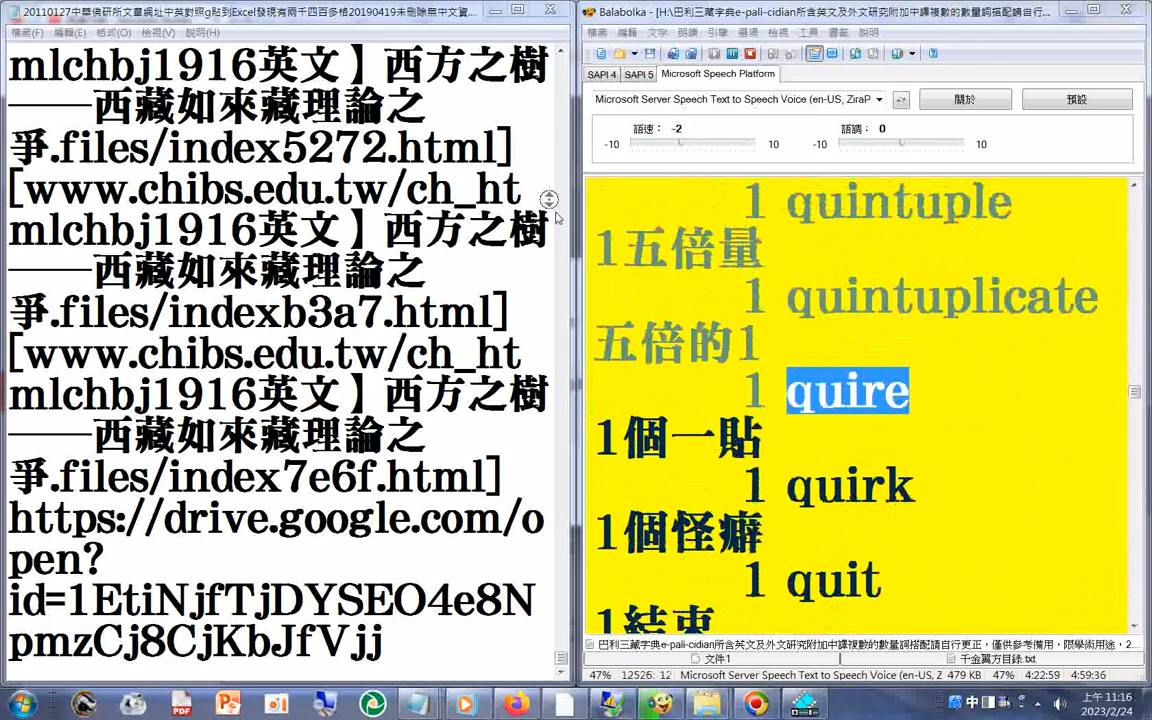 20110127中華佛研所文章網址中英對照g貼到Excel發現有兩千四百多格20190419未刪除無中文資...
檔案(F) 編輯(E) 格式(O) 檢視(V) 說明(H)
mlchbj1916英文】西方之樹
——西藏如來藏理論之
爭.files/index5272.html]
[www.chibs.edu.tw/ch_ht
mlchbj1916英文】西方之樹
——西藏如來藏理論之
爭.files/indexb3a7.html]
[www.chibs.edu.tw/ch_ht
mlchbj1916英文】西方之樹
——西藏如來藏理論之
爭.files/index7e6f.html]
https://drive.google.com/o
pen?
id=1EtiNjfTjDYSEO4e8N
pmzCj8CjKbJfVjj
Balabolka - [H:\巴利三藏字典e-pali-cidian所含英文及外文研究附加中譯複數的數量詞搭配請自行...
檔案 編輯 文字 朗讀 引擎 選項 檢視 工具 書籤 說明
SAPI 4 SAPI 5 Microsoft Speech Platform
Microsoft Server Speech Text to Speech Voice (en-US, ZiraP 關於 預設
語速： -2 語調： 0
-10 10 -10 10
1 quintuple
1五倍量
1 quintuplicate
五倍的1
1 quire
1個一貼
1 quirk
1個怪癖
1 quit
1結束
巴利三藏字典e-pali-cidian所含英文及外文研究附加中譯複數的數量詞搭配請自行更正，僅供參考備用，限學術用途，2...
文件1 千金翼方目錄.txt
47% 12526: 12 Microsoft Server Speech Text to Speech Voice (en-US, Z 479 KB 47% 4:22:59 4:59:36
中
上午 11:16
2023/2/24